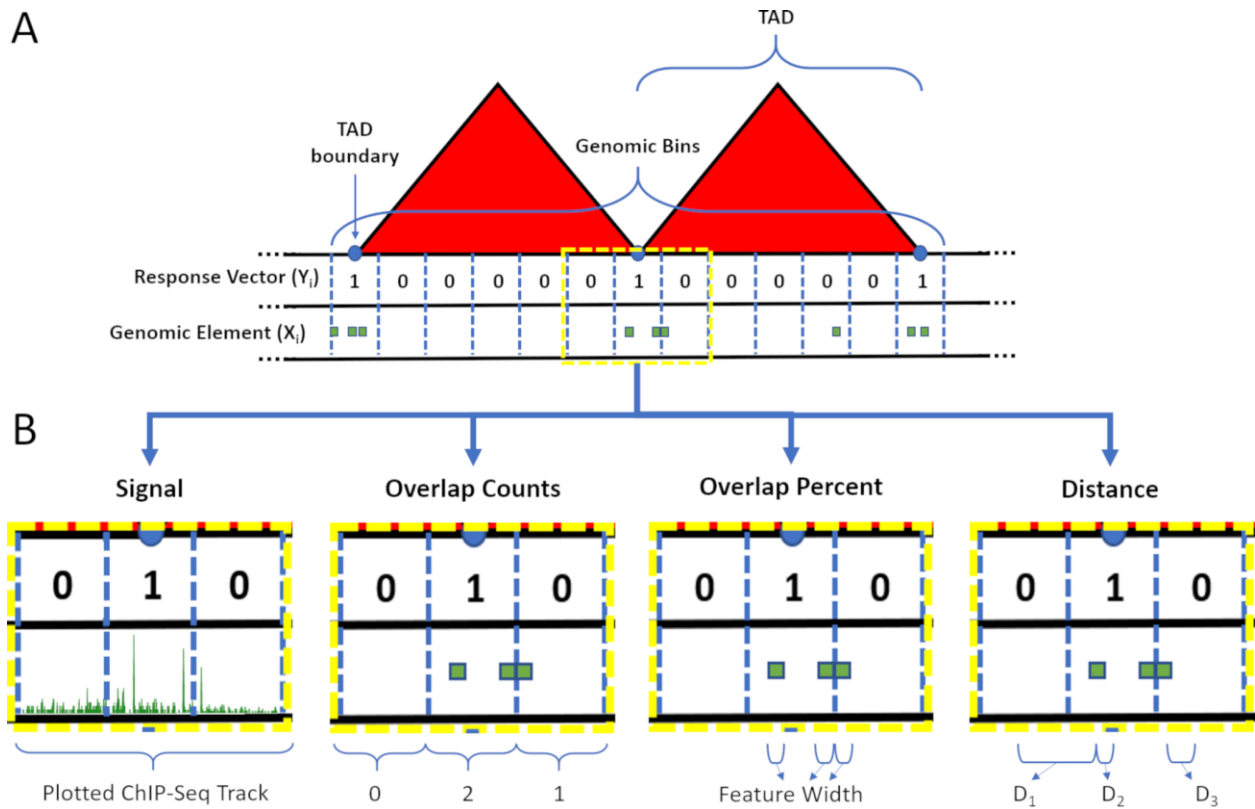 A
TAD
TAD
boundary
Genomic Bins
Response Vector (Yi)
1 0 0 0 0 0 1 0 0 0 0 0 1
Genomic Element (Xi)
B
Signal
Overlap Counts
Overlap Percent
Distance
0 1 0
0 1 0
0 1 0
0 1 0
Plotted ChIP-Seq Track
0 2 1
Feature Width
D1 D2 D3